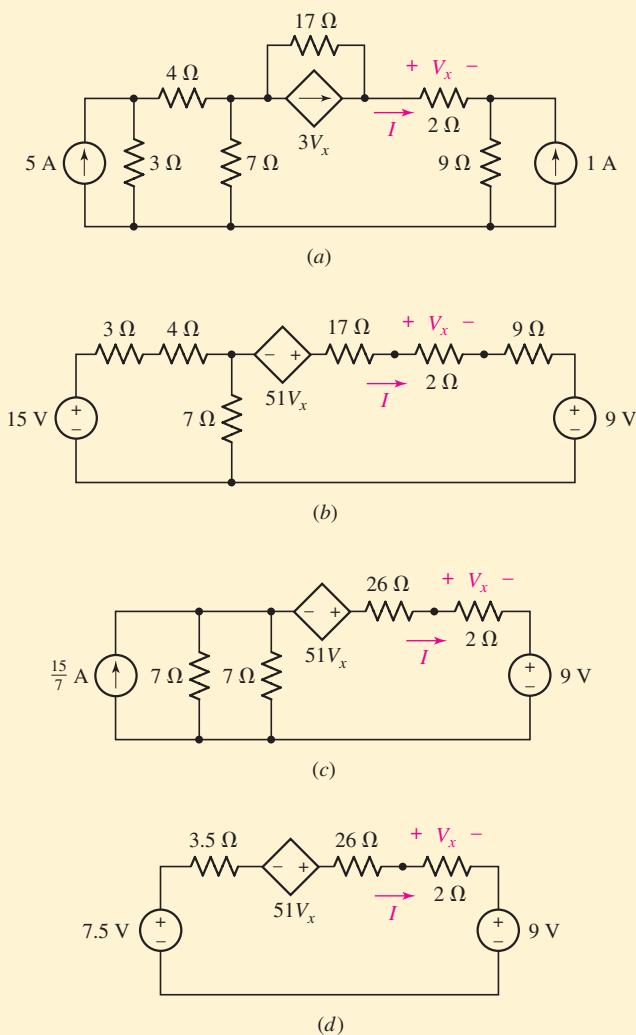 17 Ω
4 Ω
+ Vₓ −
3Vₓ
I
2 Ω
5 A
3 Ω
7 Ω
9 Ω
1 A
(a)
3 Ω
4 Ω
17 Ω
+ Vₓ −
9 Ω
− +
51Vₓ
I
2 Ω
15 V
+
−
7 Ω
+
−
9 V
(b)
26 Ω
+ Vₓ −
− +
51Vₓ
I
2 Ω
15/7 A
7 Ω
7 Ω
+
−
9 V
(c)
3.5 Ω
26 Ω
+ Vₓ −
− +
51Vₓ
I
2 Ω
7.5 V
+
−
+
−
9 V
(d)